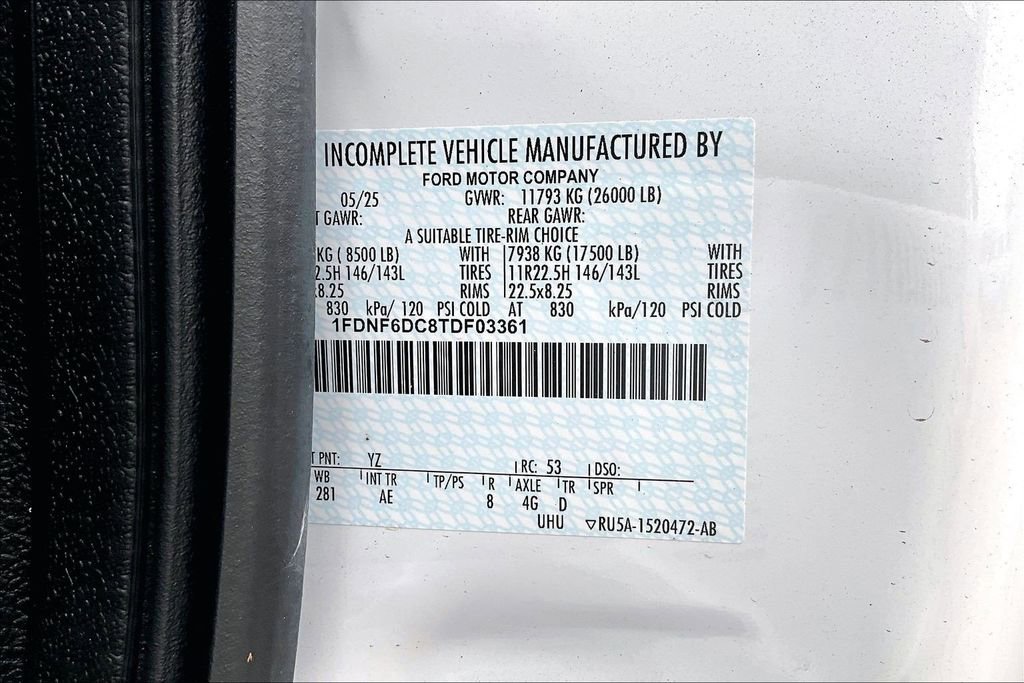 INCOMPLETE VEHICLE MANUFACTURED BY
FORD MOTOR COMPANY
05/25 GVWR: 11793 KG (26000 LB)
T GAWR: REAR GAWR:
A SUITABLE TIRE-RIM CHOICE
KG ( 8500 LB) WITH 7938 KG (17500 LB) WITH
2.5H 146/143L TIRES 11R22.5H 146/143L TIRES
x8.25 RIMS 22.5x8.25 RIMS
830 kPa/ 120 PSI COLD AT 830 kPa/120 PSI COLD
1FDNF6DC8TDF03361
T PNT: YZ RC: 53 DSO:
WB INT TR TP/PS R AXLE TR SPR
281 AE 8 4G D
UHU ▽RU5A-1520472-AB